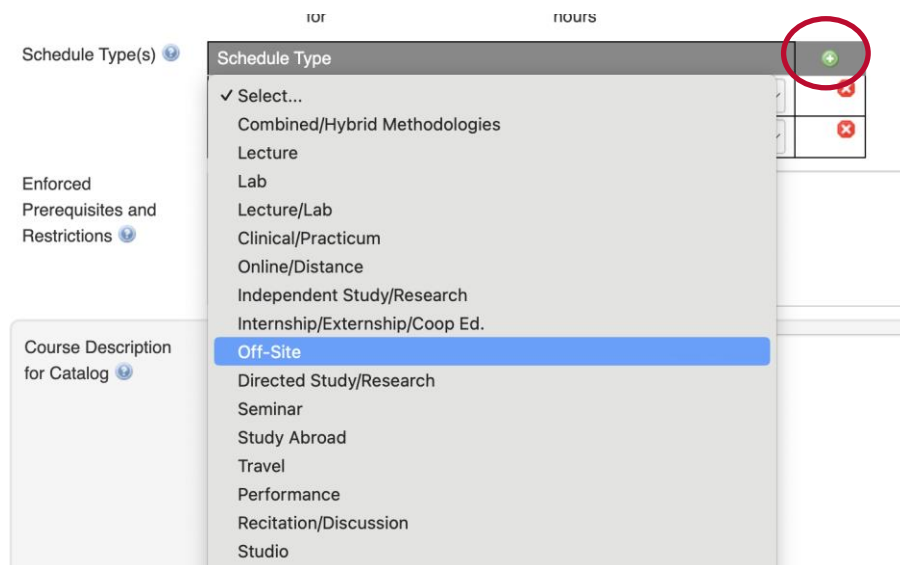 for hours
Schedule Type(s)
Schedule Type
✓ Select...
Combined/Hybrid Methodologies
Lecture
Lab
Lecture/Lab
Clinical/Practicum
Online/Distance
Independent Study/Research
Internship/Externship/Coop Ed.
Off-Site
Directed Study/Research
Seminar
Study Abroad
Travel
Performance
Recitation/Discussion
Studio
Enforced
Prerequisites and
Restrictions
Course Description
for Catalog